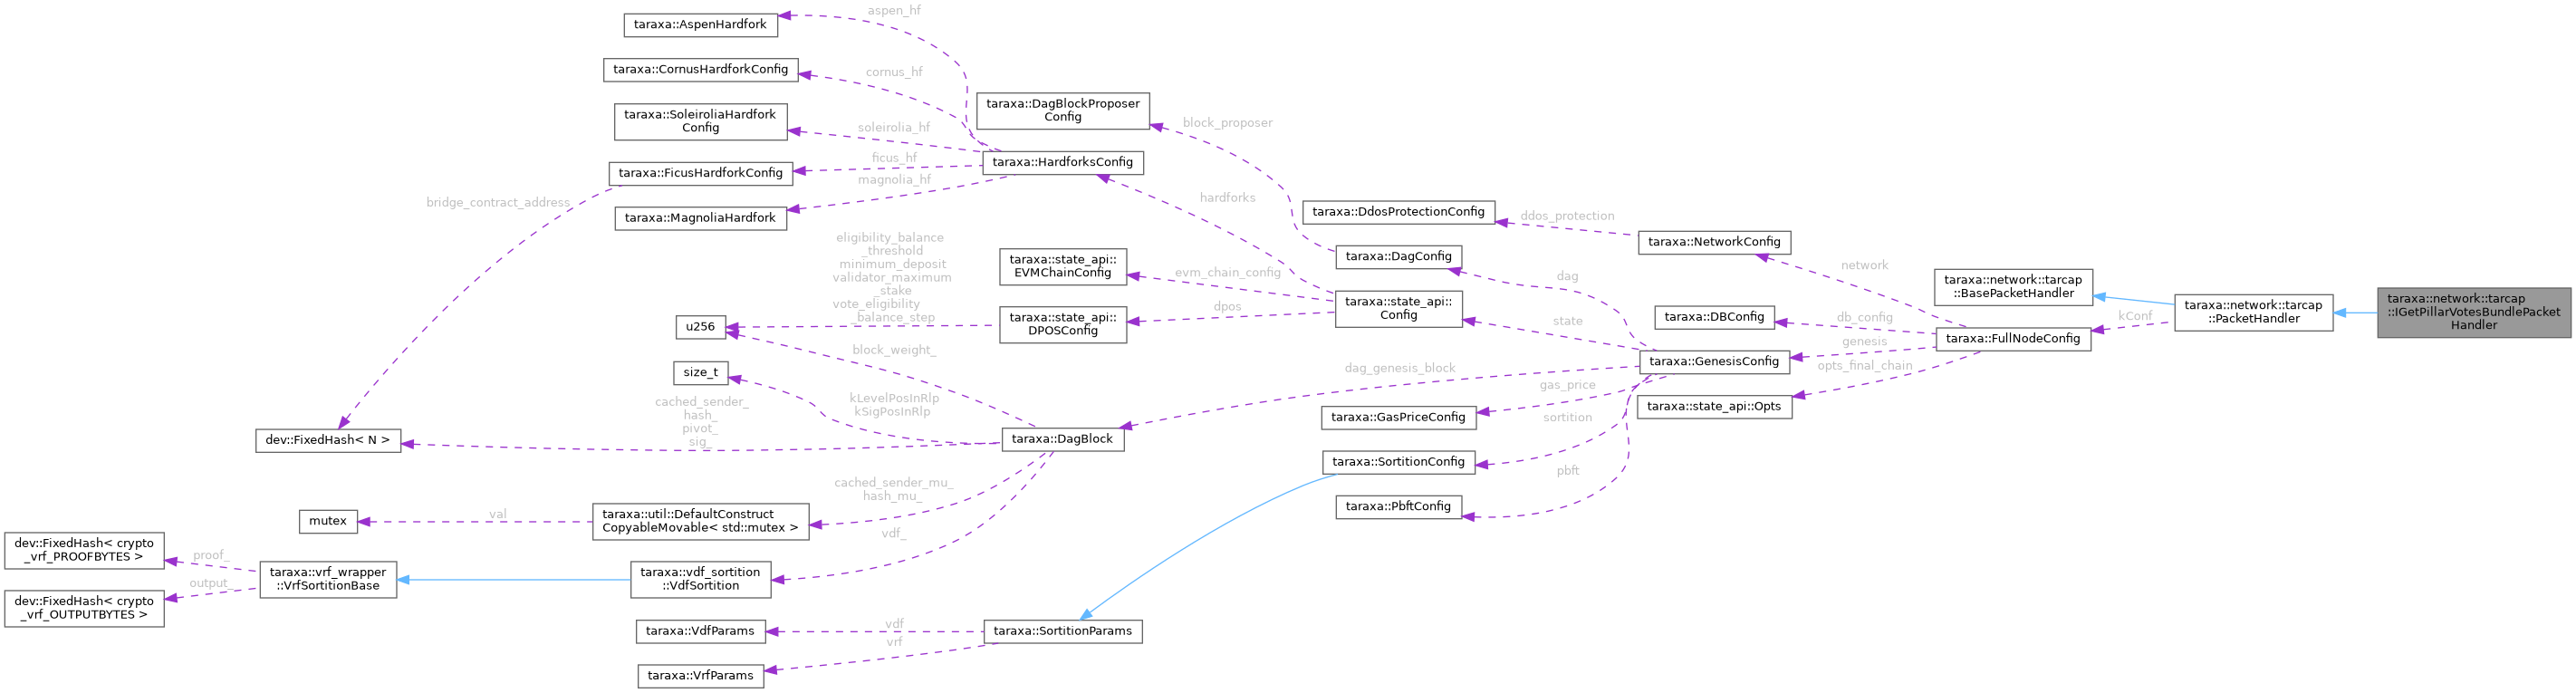 taraxa::AspenHardfork
aspen_hf
taraxa::CornusHardforkConfig
cornus_hf
taraxa::SoleiroliaHardfork
Config
soleirolia_hf
taraxa::FicusHardforkConfig
ficus_hf
taraxa::MagnoliaHardfork
magnolia_hf
bridge_contract_address
taraxa::DagBlockProposer
Config
block_proposer
taraxa::HardforksConfig
hardforks
taraxa::DdosProtectionConfig
ddos_protection
taraxa::NetworkConfig
network
taraxa::DagConfig
dag
taraxa::state_api::
EVMChainConfig
evm_chain_config
taraxa::state_api::
DPOSConfig
dpos
taraxa::state_api::
Config
state
eligibility_balance
_threshold
minimum_deposit
validator_maximum
_stake
vote_eligibility
_balance_step
u256
block_weight_
size_t
kLevelPosInRlp
kSigPosInRlp
cached_sender_
hash_
pivot_
sig_
dev::FixedHash< N >
taraxa::DagBlock
dag_genesis_block
taraxa::DBConfig
db_config
genesis
taraxa::GenesisConfig
opts_final_chain
taraxa::state_api::Opts
taraxa::GasPriceConfig
gas_price
taraxa::SortitionConfig
sortition
taraxa::PbftConfig
pbft
taraxa::FullNodeConfig
kConf
taraxa::network::tarcap
::BasePacketHandler
taraxa::network::tarcap
::PacketHandler
taraxa::network::tarcap
::IGetPillarVotesBundlePacket
Handler
cached_sender_mu_
hash_mu_
taraxa::util::DefaultConstruct
CopyableMovable< std::mutex >
val
mutex
vdf_
taraxa::vdf_sortition
::VdfSortition
taraxa::vrf_wrapper
::VrfSortitionBase
proof_
output_
dev::FixedHash< crypto
_vrf_PROOFBYTES >
dev::FixedHash< crypto
_vrf_OUTPUTBYTES >
taraxa::VdfParams
vdf
taraxa::SortitionParams
vrf
taraxa::VrfParams